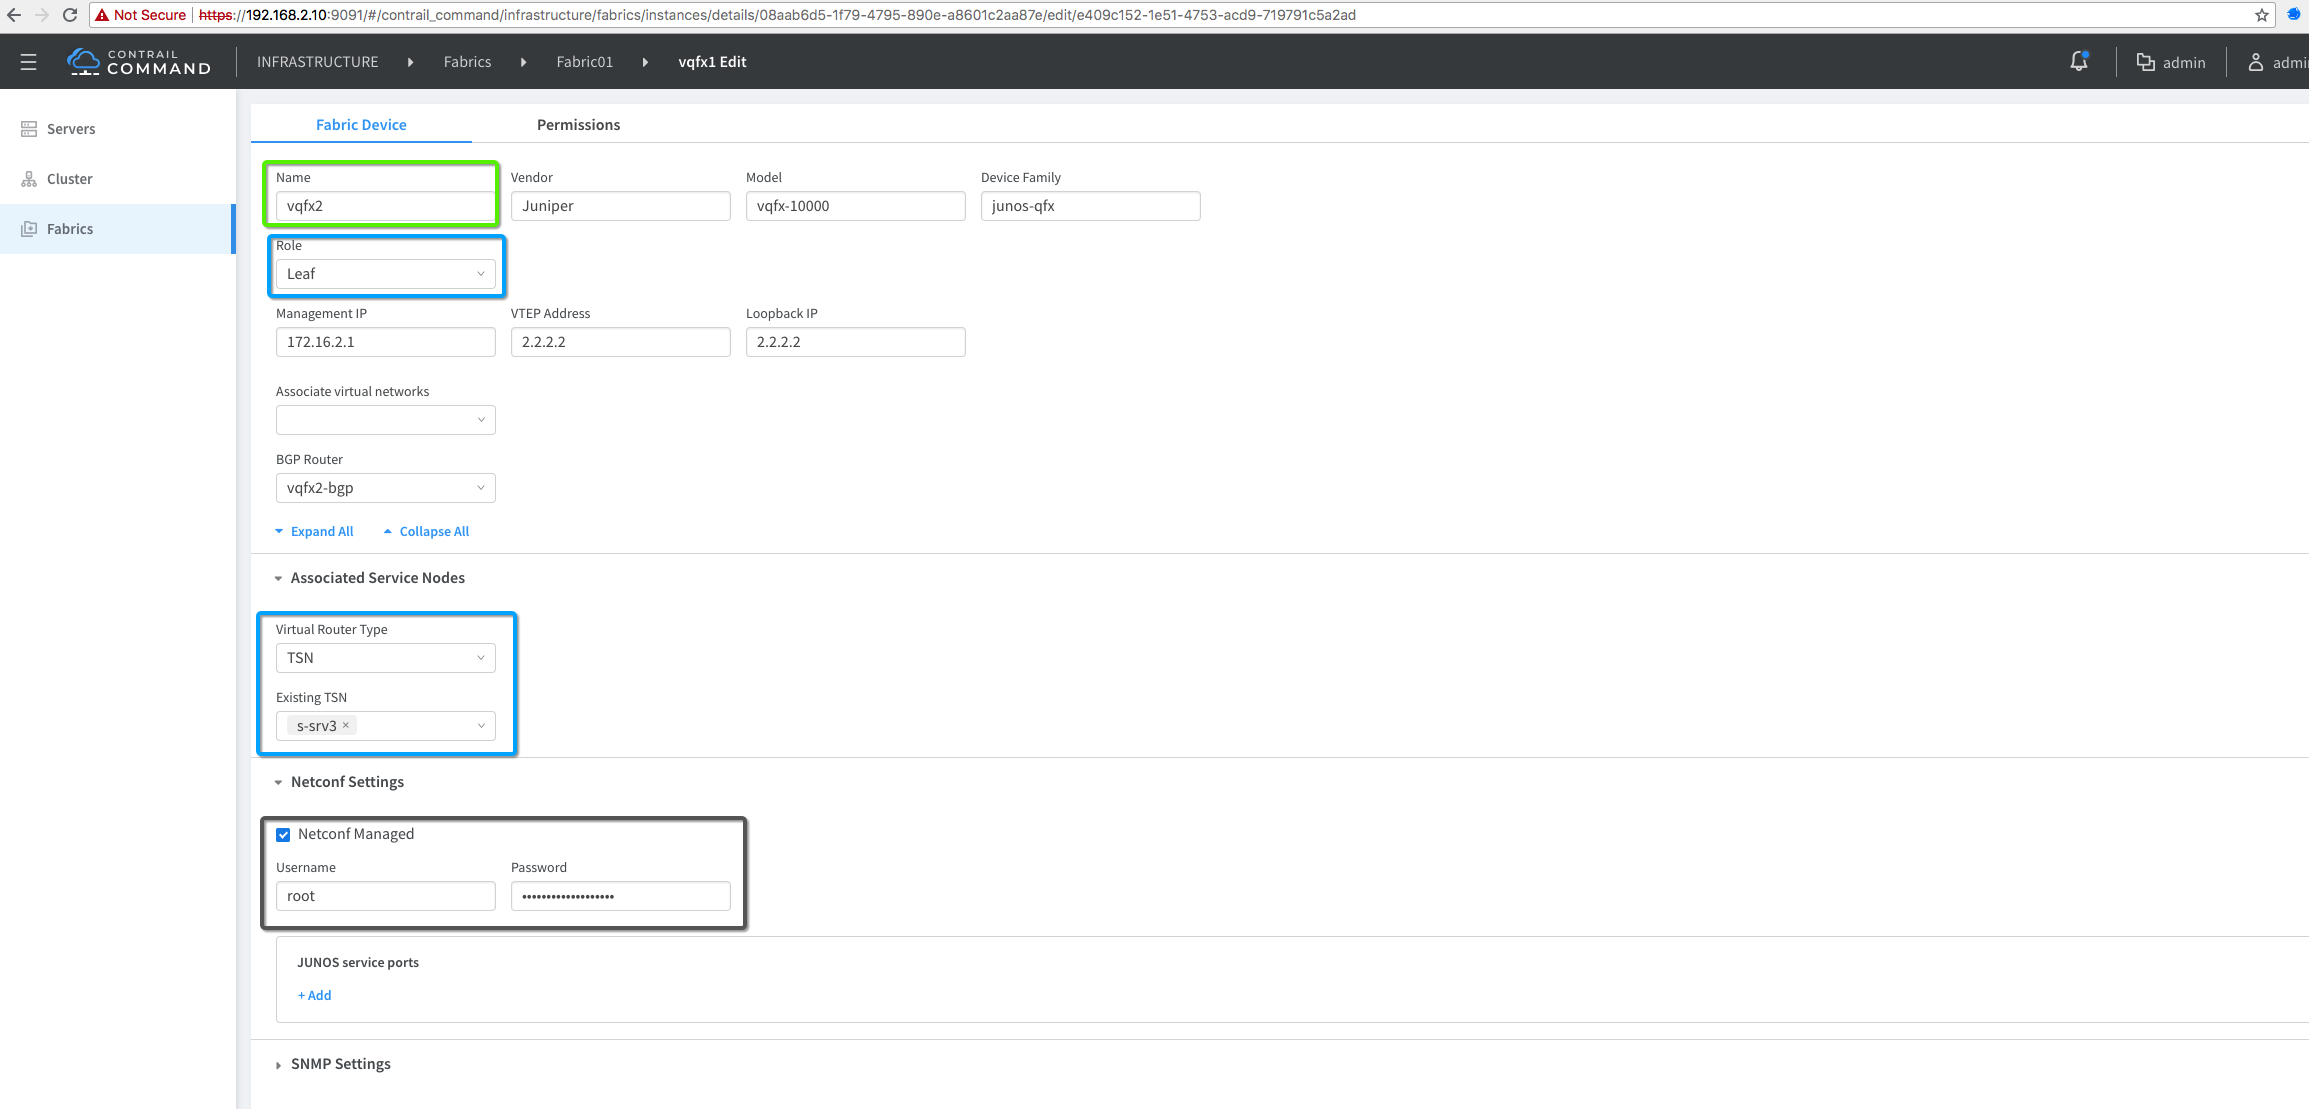 Not Secure https://192.168.2.10:9091/#/contrail_command/infrastructure/fabrics/instances/details/08aab6d5-1f79-4795-890e-a8601c2aa87e/edit/e409c152-1e51-4753-acd9-719791c5a2ad
CONTRAIL
COMMAND
INFRASTRUCTURE Fabrics Fabric01 vqfx1 Edit admin admi
Servers
Cluster
Fabrics
Fabric Device Permissions
Name Vendor Model Device Family
vqfx2 Juniper vqfx-10000 junos-qfx
Role
Leaf
Management IP VTEP Address Loopback IP
172.16.2.1 2.2.2.2 2.2.2.2
Associate virtual networks
BGP Router
vqfx2-bgp
Expand All Collapse All
Associated Service Nodes
Virtual Router Type
TSN
Existing TSN
s-srv3 ×
Netconf Settings
Netconf Managed
Username Password
root •••••••••••••••••••
JUNOS service ports
+ Add
SNMP Settings